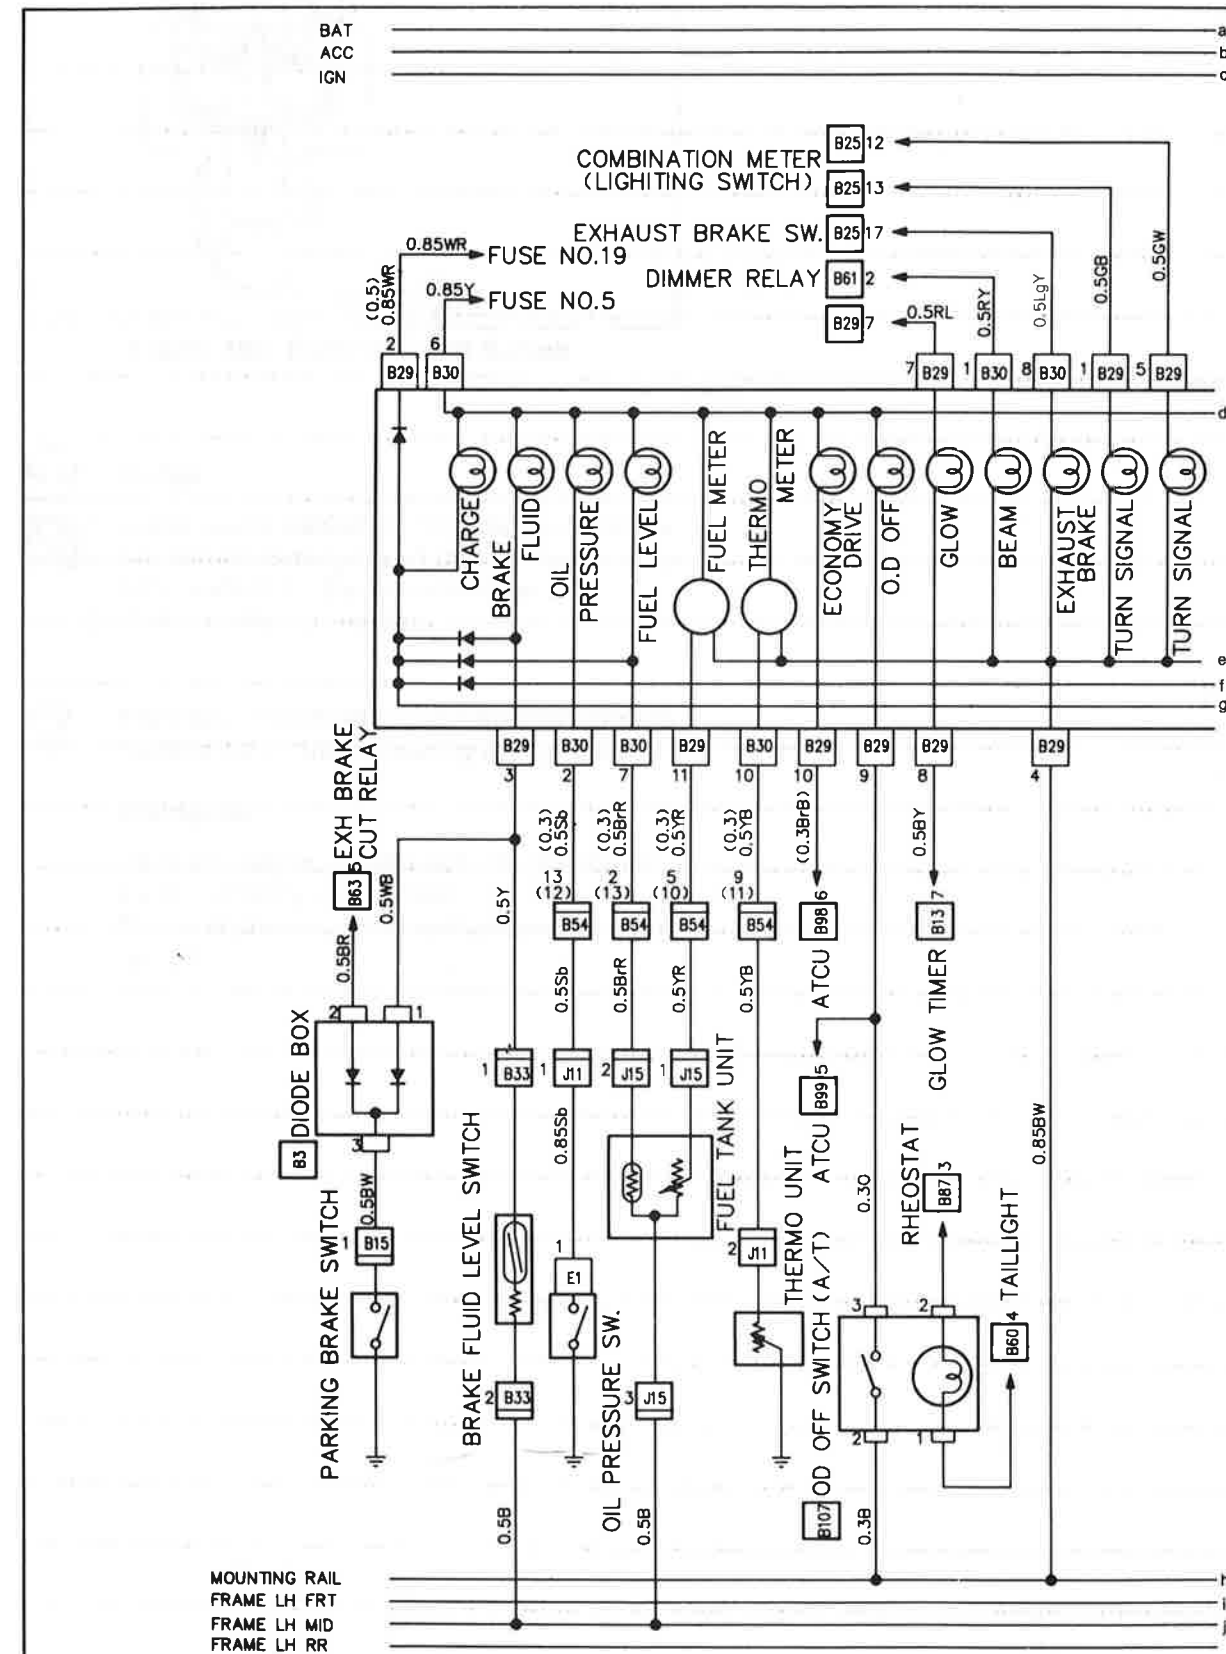 BAT
ACC
IGN
a
b
c
COMBINATION METER
(LIGHITING SWITCH)
B25 12
B25 13
EXHAUST BRAKE SW. B25 17
DIMMER RELAY B61 2
B29 7
0.85WR
FUSE NO.19
0.85Y
FUSE NO.5
(0.5)
0.85WR
0.5RL
0.5RY
0.5LgY
0.5GB
0.5GW
2 B29
6 B30
7 B29
1 B30
8 B30
1 B29
5 B29
d
CHARGE
BRAKE
FLUID
OIL
PRESSURE
FUEL LEVEL
FUEL METER
THERMO
METER
ECONOMY
DRIVE
O.D OFF
GLOW
BEAM
EXHAUST
BRAKE
TURN SIGNAL
TURN SIGNAL
e
f
g
B29 3
B30 2
B30 7
B29 11
B30 10
B29 10
B29 9
B29 8
B29 4
EXH BRAKE
CUT RELAY
B63 5
0.5BR
0.5WB
0.5Y
(0.3)
0.5Sb
(0.3)
0.5BrR
(0.3)
0.5YR
(0.3)
0.5YB
(0.3BrB)
0.5BY
13
(12)
B54
2
(13)
B54
5
(10)
B54
9
(11)
B54
ATCU B98 6
GLOW TIMER B13 7
0.5Sb
0.5BrR
0.5YR
0.5YB
B3 DIODE BOX
2
1
3
1 B33
1 J11
2 J15
1 J15
FUEL TANK UNIT
ATCU B99 5
0.85BW
0.5BW
0.85Sb
0.3O
PARKING BRAKE SWITCH
1 B15
BRAKE FLUID LEVEL SWITCH
1
E1
OIL PRESSURE SW.
2 J11
THERMO UNIT
RHEOSTAT B87 3
TAILLIGHT B60 4
B107 OD OFF SWITCH(A/T)
3
2
2
1
2 B33
3 J15
0.5B
0.5B
0.3B
MOUNTING RAIL
FRAME LH FRT
FRAME LH MID
FRAME LH RR
h
i
j